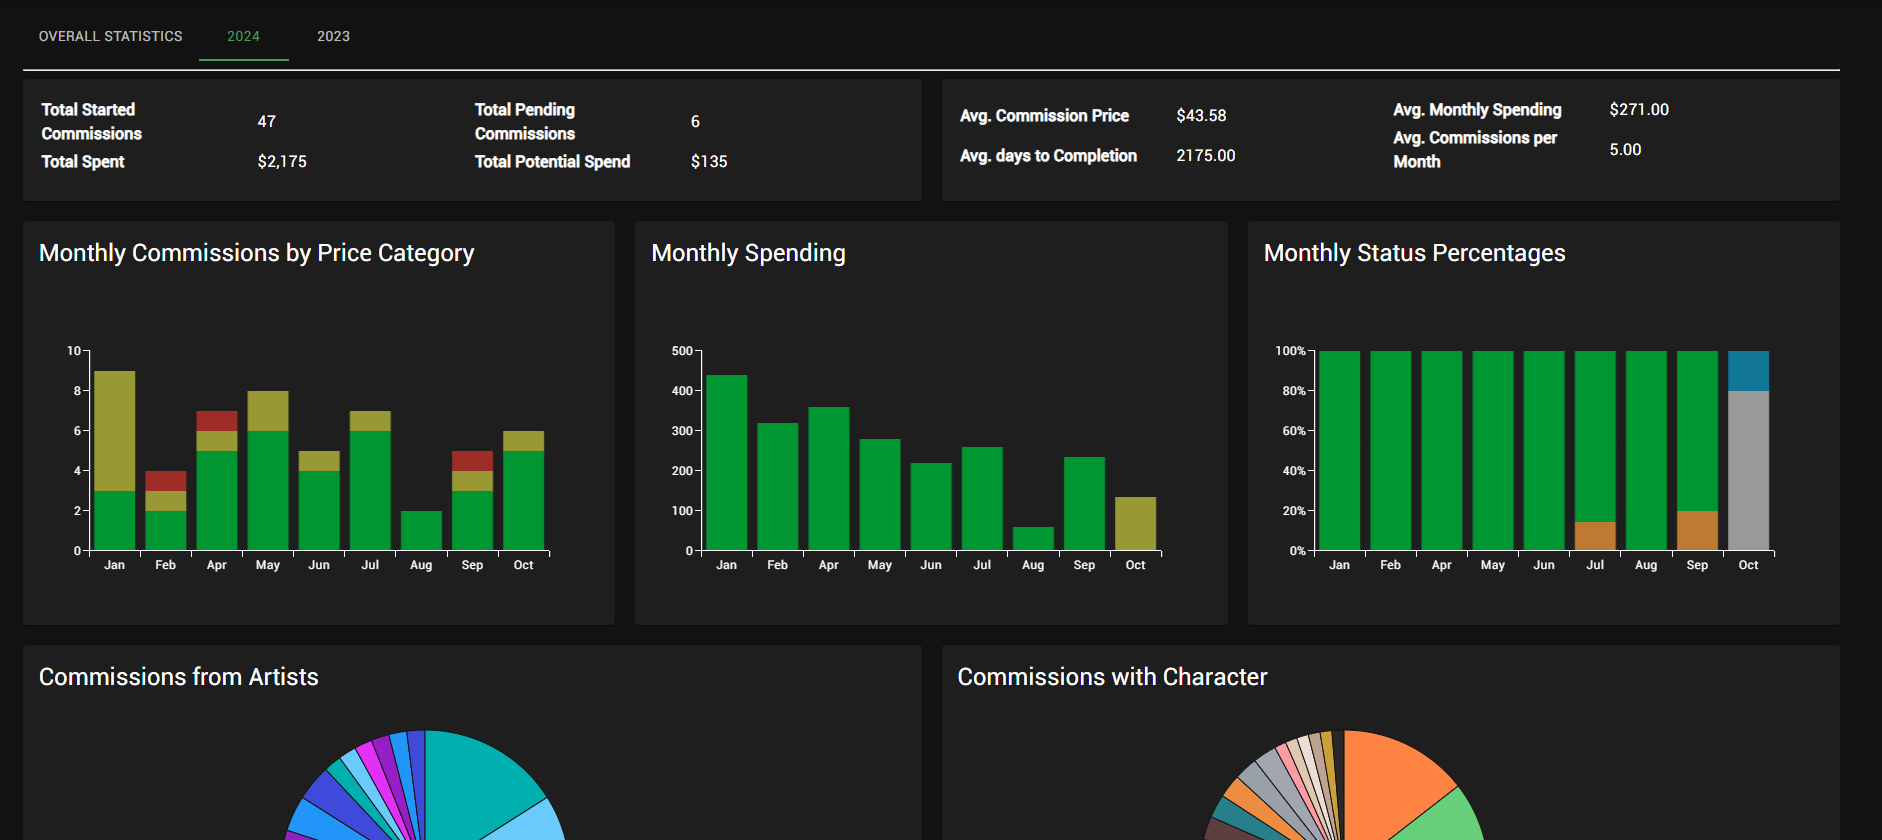 OVERALL STATISTICS 2024 2023
Total Started
Commissions 47
Total Spent $2,175
Total Pending
Commissions 6
Total Potential Spend $135
Avg. Commission Price $43.58
Avg. days to Completion 2175.00
Avg. Monthly Spending $271.00
Avg. Commissions per
Month 5.00
Monthly Commissions by Price Category
10
8
6
4
2
0
Jan Feb Apr May Jun Jul Aug Sep Oct
Monthly Spending
500
400
300
200
100
0
Jan Feb Apr May Jun Jul Aug Sep Oct
Monthly Status Percentages
100%
80%
60%
40%
20%
0%
Jan Feb Apr May Jun Jul Aug Sep Oct
Commissions from Artists
Commissions with Character